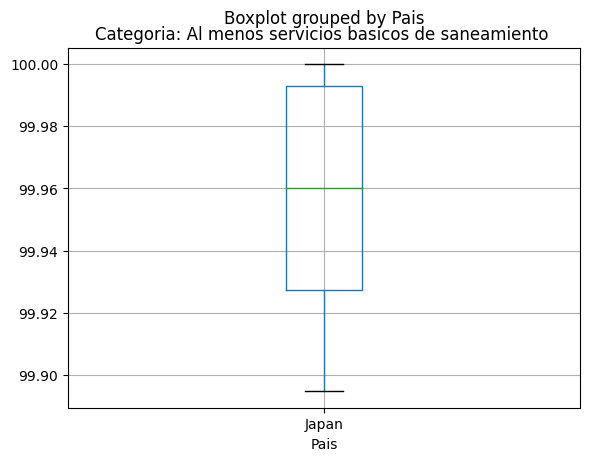 Boxplot grouped by Pais
Categoria: Al menos servicios basicos de saneamiento
100.00
99.98
99.96
99.94
99.92
99.90
Japan
Pais